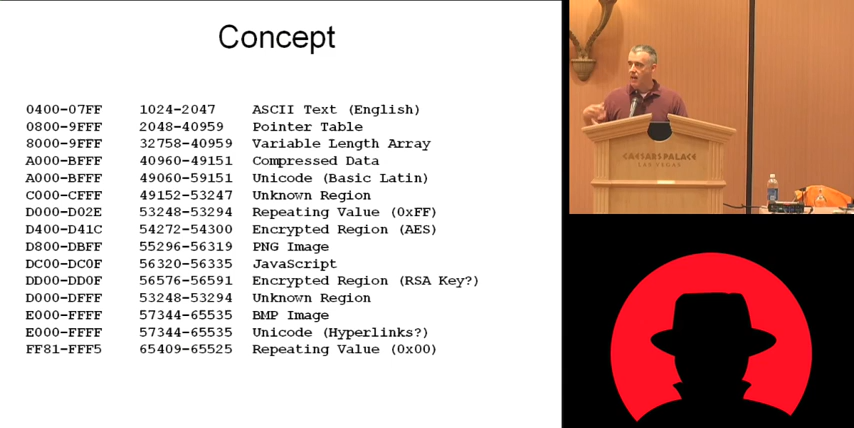 Concept
0400-07FF 1024-2047 ASCII Text (English)
0800-9FFF 2048-40959 Pointer Table
8000-9FFF 32758-40959 Variable Length Array
A000-BFFF 40960-49151 Compressed Data
A000-BFFF 49060-59151 Unicode (Basic Latin)
C000-CFFF 49152-53247 Unknown Region
D000-D02E 53248-53294 Repeating Value (0xFF)
D400-D41C 54272-54300 Encrypted Region (AES)
D800-DBFF 55296-56319 PNG Image
DC00-DC0F 56320-56335 JavaScript
DD00-DD0F 56576-56591 Encrypted Region (RSA Key?)
D000-DFFF 53248-53294 Unknown Region
E000-FFFF 57344-65535 BMP Image
E000-FFFF 57344-65535 Unicode (Hyperlinks?)
FF81-FFF5 65409-65525 Repeating Value (0x00)
CAESARS PALACE
LAS VEGAS